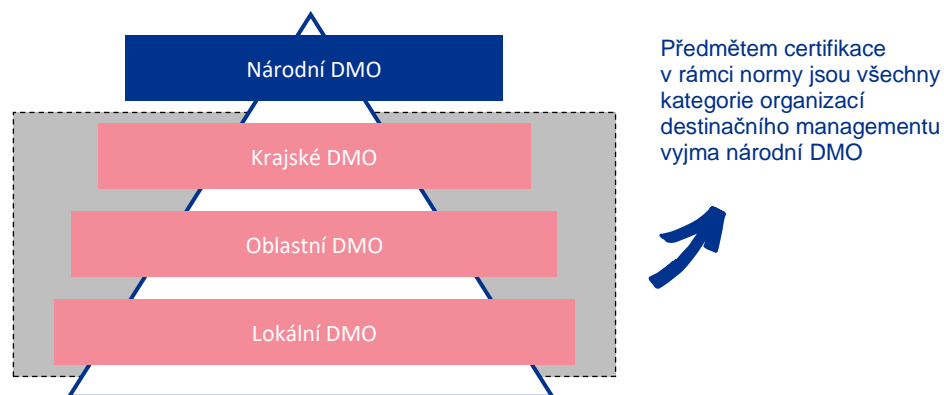 Národní DMO
Krajské DMO
Oblastní DMO
Lokální DMO
Předmětem certifikace
v rámci normy jsou všechny
kategorie organizací
destinačního managementu
vyjma národní DMO